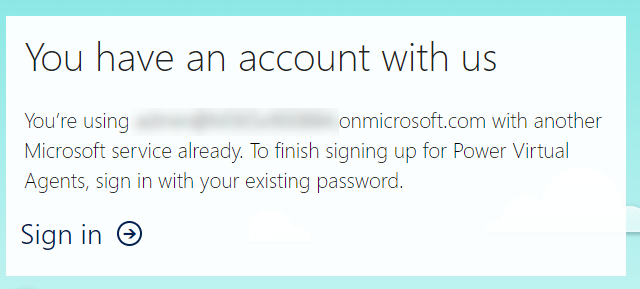 You have an account with us
You’re using onmicrosoft.com with another
Microsoft service already. To finish signing up for Power Virtual
Agents, sign in with your existing password.
Sign in